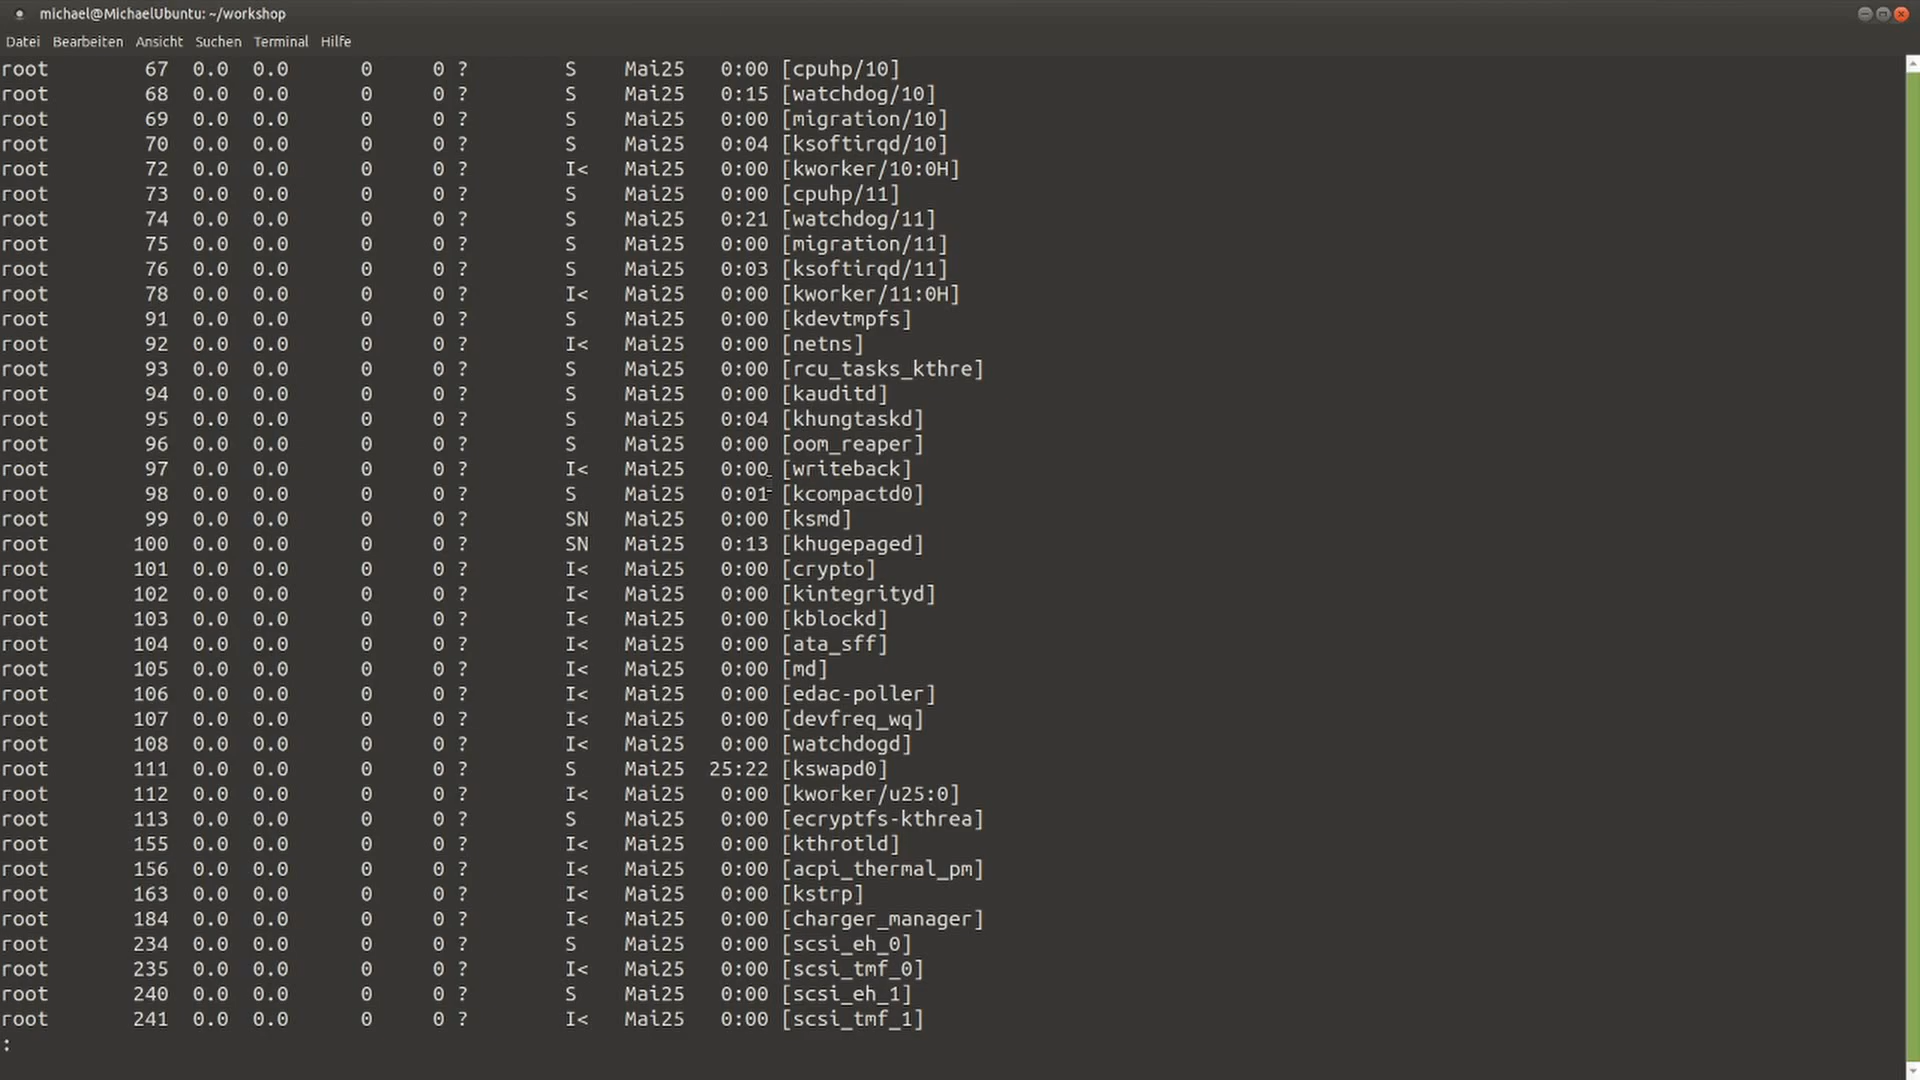 michael@MichaelUbuntu: ~/workshop
Datei Bearbeiten Ansicht Suchen Terminal Hilfe
root 67 0.0 0.0 0 0 ? S Mai25 0:00 [cpuhp/10]
root 68 0.0 0.0 0 0 ? S Mai25 0:15 [watchdog/10]
root 69 0.0 0.0 0 0 ? S Mai25 0:00 [migration/10]
root 70 0.0 0.0 0 0 ? S Mai25 0:04 [ksoftirqd/10]
root 72 0.0 0.0 0 0 ? I< Mai25 0:00 [kworker/10:0H]
root 73 0.0 0.0 0 0 ? S Mai25 0:00 [cpuhp/11]
root 74 0.0 0.0 0 0 ? S Mai25 0:21 [watchdog/11]
root 75 0.0 0.0 0 0 ? S Mai25 0:00 [migration/11]
root 76 0.0 0.0 0 0 ? S Mai25 0:03 [ksoftirqd/11]
root 78 0.0 0.0 0 0 ? I< Mai25 0:00 [kworker/11:0H]
root 91 0.0 0.0 0 0 ? S Mai25 0:00 [kdevtmpfs]
root 92 0.0 0.0 0 0 ? I< Mai25 0:00 [netns]
root 93 0.0 0.0 0 0 ? S Mai25 0:00 [rcu_tasks_kthre]
root 94 0.0 0.0 0 0 ? S Mai25 0:00 [kauditd]
root 95 0.0 0.0 0 0 ? S Mai25 0:04 [khungtaskd]
root 96 0.0 0.0 0 0 ? S Mai25 0:00 [oom_reaper]
root 97 0.0 0.0 0 0 ? I< Mai25 0:00 [writeback]
root 98 0.0 0.0 0 0 ? S Mai25 0:01 [kcompactd0]
root 99 0.0 0.0 0 0 ? SN Mai25 0:00 [ksmd]
root 100 0.0 0.0 0 0 ? SN Mai25 0:13 [khugepaged]
root 101 0.0 0.0 0 0 ? I< Mai25 0:00 [crypto]
root 102 0.0 0.0 0 0 ? I< Mai25 0:00 [kintegrityd]
root 103 0.0 0.0 0 0 ? I< Mai25 0:00 [kblockd]
root 104 0.0 0.0 0 0 ? I< Mai25 0:00 [ata_sff]
root 105 0.0 0.0 0 0 ? I< Mai25 0:00 [md]
root 106 0.0 0.0 0 0 ? I< Mai25 0:00 [edac-poller]
root 107 0.0 0.0 0 0 ? I< Mai25 0:00 [devfreq_wq]
root 108 0.0 0.0 0 0 ? I< Mai25 0:00 [watchdogd]
root 111 0.0 0.0 0 0 ? S Mai25 25:22 [kswapd0]
root 112 0.0 0.0 0 0 ? I< Mai25 0:00 [kworker/u25:0]
root 113 0.0 0.0 0 0 ? S Mai25 0:00 [ecryptfs-kthrea]
root 155 0.0 0.0 0 0 ? I< Mai25 0:00 [kthrotld]
root 156 0.0 0.0 0 0 ? I< Mai25 0:00 [acpi_thermal_pm]
root 163 0.0 0.0 0 0 ? I< Mai25 0:00 [kstrp]
root 184 0.0 0.0 0 0 ? I< Mai25 0:00 [charger_manager]
root 234 0.0 0.0 0 0 ? S Mai25 0:00 [scsi_eh_0]
root 235 0.0 0.0 0 0 ? I< Mai25 0:00 [scsi_tmf_0]
root 240 0.0 0.0 0 0 ? S Mai25 0:00 [scsi_eh_1]
root 241 0.0 0.0 0 0 ? I< Mai25 0:00 [scsi_tmf_1]
: